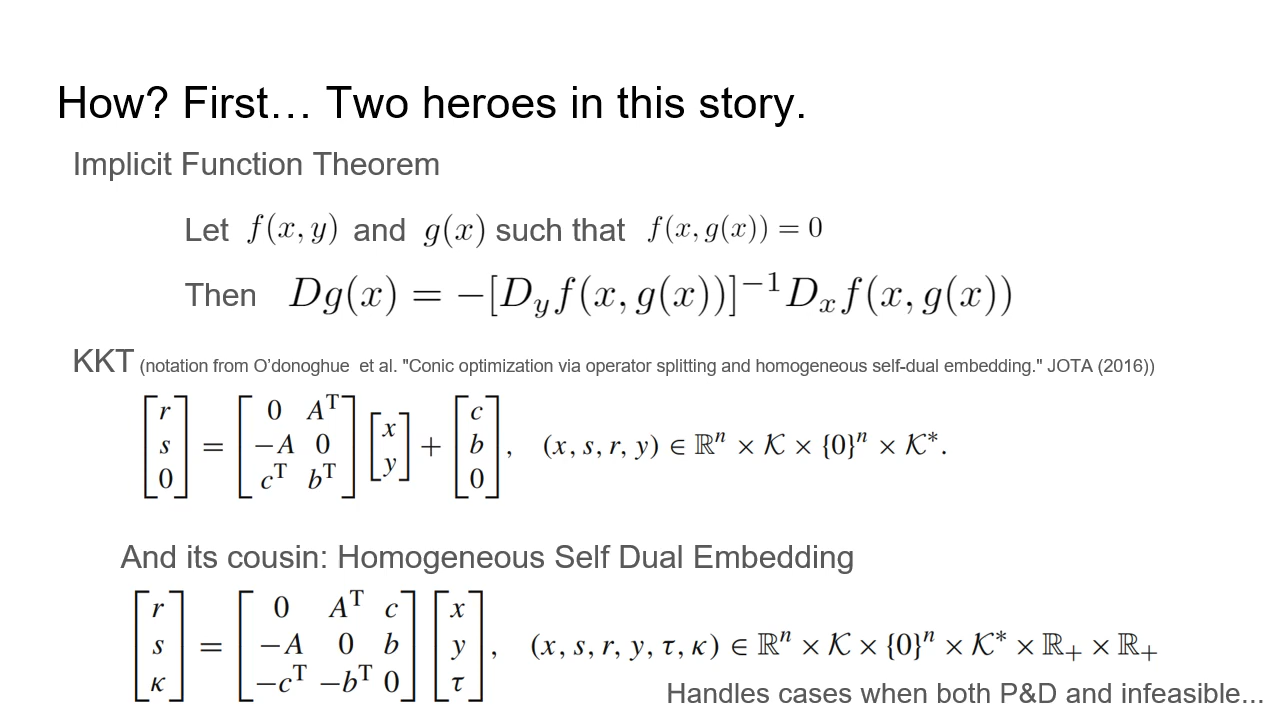 How? First… Two heroes in this story.
Implicit Function Theorem
Let f(x, y) and g(x) such that f(x, g(x)) = 0
Then Dg(x) = −[D_y f(x, g(x))]^{−1} D_x f(x, g(x))
KKT (notation from O'donoghue et al. "Conic optimization via operator splitting and homogeneous self-dual embedding." JOTA (2016))
[r; s; 0] = [0 A^T; −A 0; c^T b^T] [x; y] + [c; b; 0], (x, s, r, y) ∈ ℝ^n × 𝒦 × {0}^n × 𝒦*.
And its cousin: Homogeneous Self Dual Embedding
[r; s; κ] = [0 A^T c; −A 0 b; −c^T −b^T 0] [x; y; τ], (x, s, r, y, τ, κ) ∈ ℝ^n × 𝒦 × {0}^n × 𝒦* × ℝ_+ × ℝ_+
Handles cases when both P&D and infeasible...